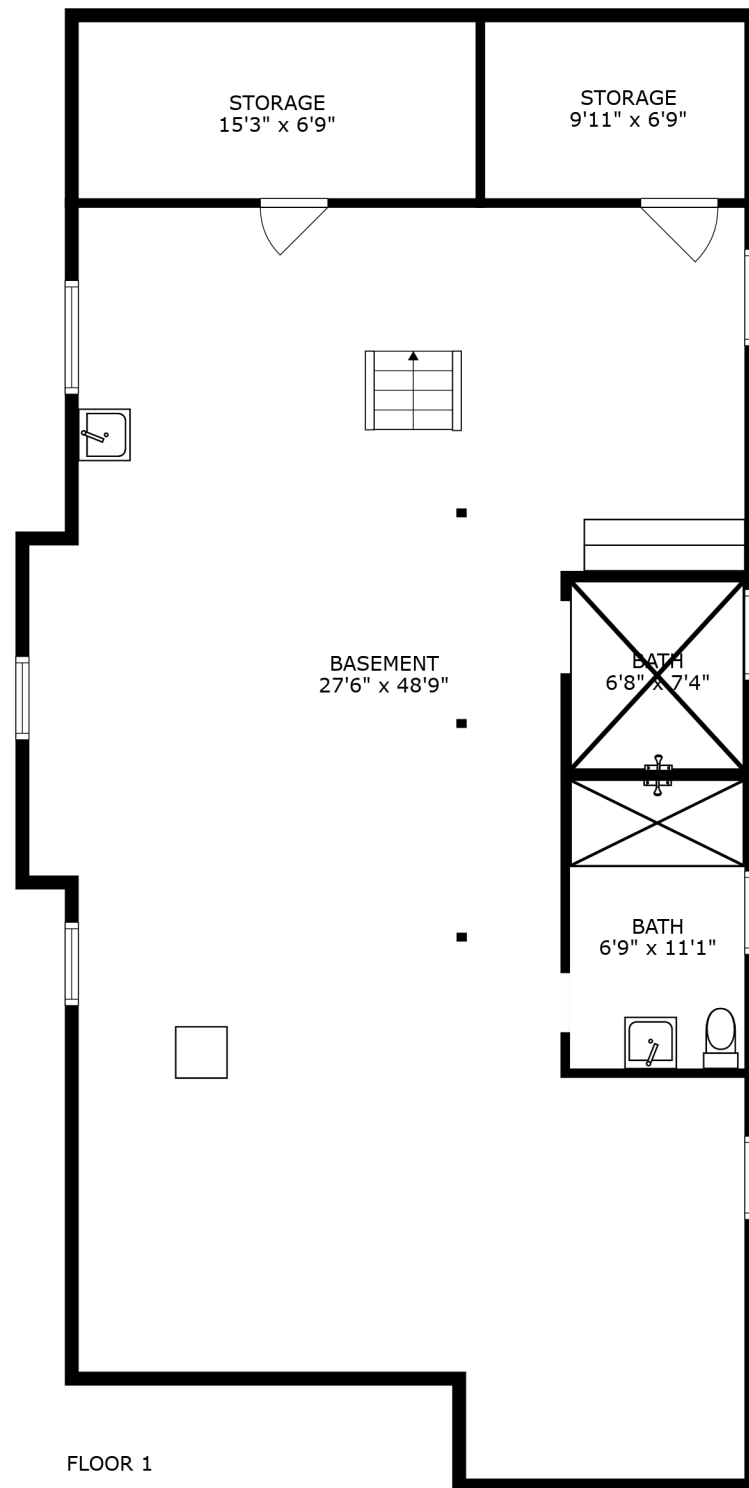 STORAGE
15'3" x 6'9"
STORAGE
9'11" x 6'9"
BASEMENT
27'6" x 48'9"
BATH
6'8" x 7'4"
BATH
6'9" x 11'1"
FLOOR 1